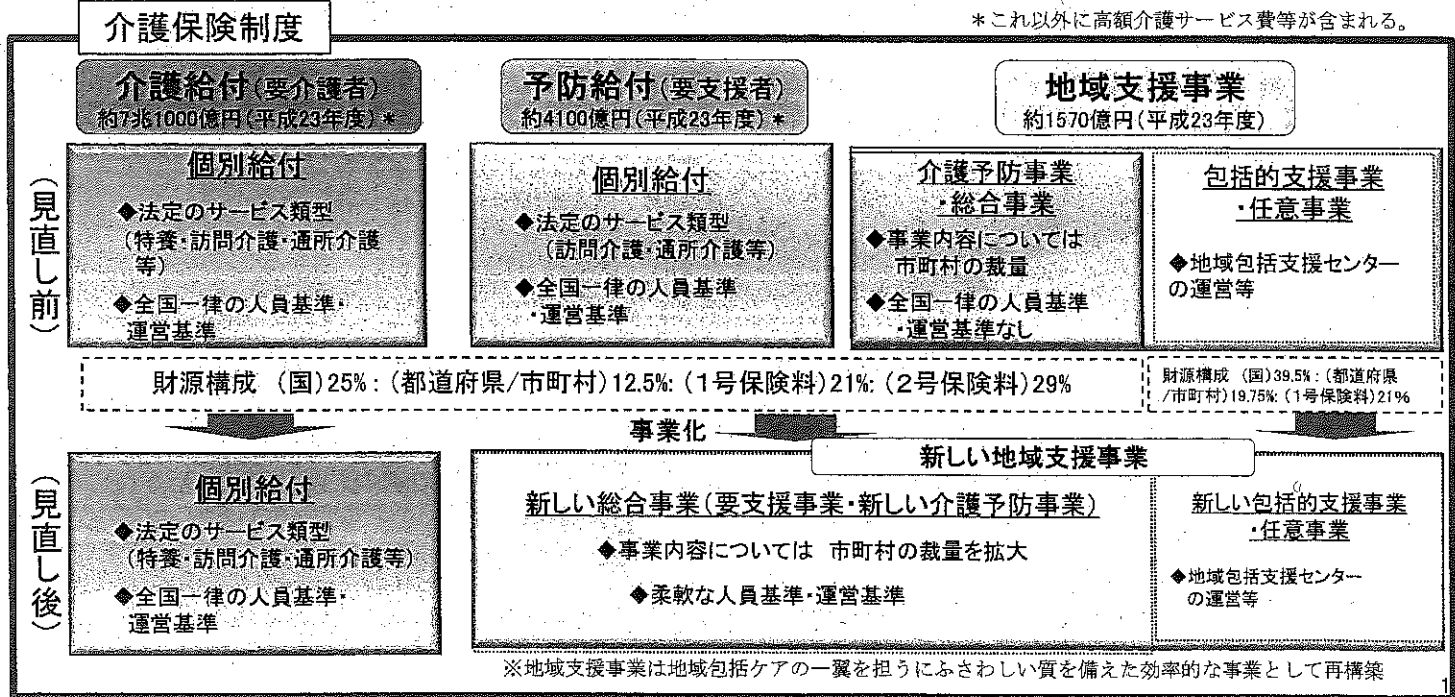 介護保険制度
＊これ以外に高額介護サービス費等が含まれる。
介護給付(要介護者)
約7兆1000億円(平成23年度)＊
予防給付(要支援者)
約4100億円(平成23年度)＊
地域支援事業
約1570億円(平成23年度)
(見直し前)
個別給付
◆法定のサービス類型
(特養・訪問介護・通所介護
等)
◆全国一律の人員基準・
運営基準
個別給付
◆法定のサービス類型
(訪問介護・通所介護等)
◆全国一律の人員基準
・運営基準
介護予防事業
・総合事業
◆事業内容については
市町村の裁量
◆全国一律の人員基準
・運営基準なし
包括的支援事業
・任意事業
◆地域包括支援センター
の運営等
財源構成 (国)25%：(都道府県/市町村)12.5%：(1号保険料)21%：(2号保険料)29%
財源構成 (国)39.5%：(都道府県
/市町村)19.75%：(1号保険料)21%
事業化
(見直し後)
個別給付
◆法定のサービス類型
(特養・訪問介護・通所介護等)
◆全国一律の人員基準・
運営基準
新しい地域支援事業
新しい総合事業(要支援事業・新しい介護予防事業)
◆事業内容については 市町村の裁量を拡大
◆柔軟な人員基準・運営基準
新しい包括的支援事業
・任意事業
◆地域包括支援センター
の運営等
※地域支援事業は地域包括ケアの一翼を担うにふさわしい質を備えた効率的な事業として再構築
1